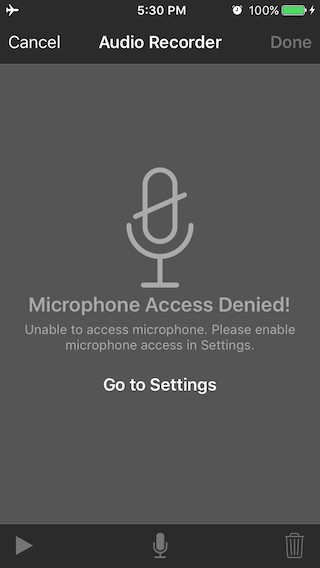 5:30 PM 100%
Cancel Audio Recorder Done
Microphone Access Denied!
Unable to access microphone. Please enable
microphone access in Settings.
Go to Settings